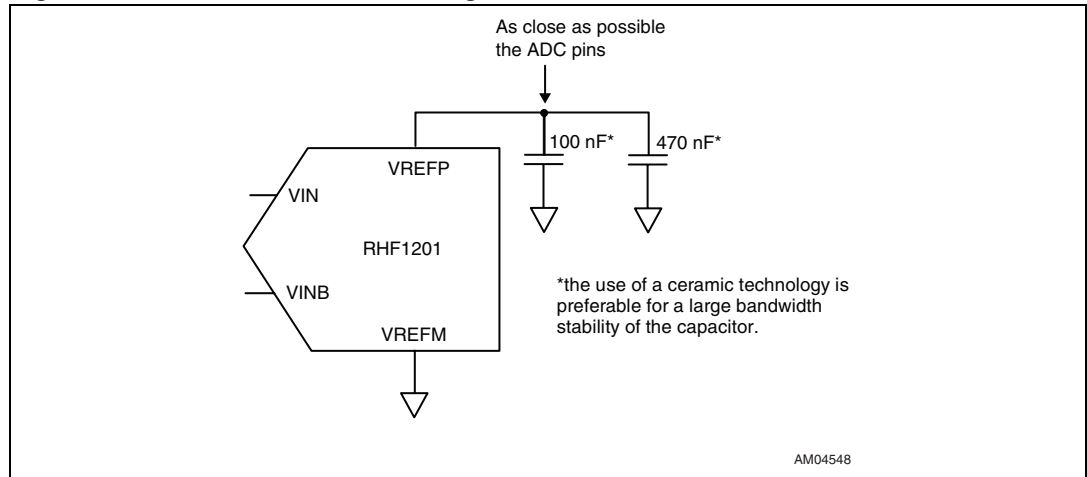 As close as possible
the ADC pins
100 nF*
470 nF*
VREFP
VIN
RHF1201
VINB
VREFM
*the use of a ceramic technology is
preferable for a large bandwidth
stability of the capacitor.
AM04548